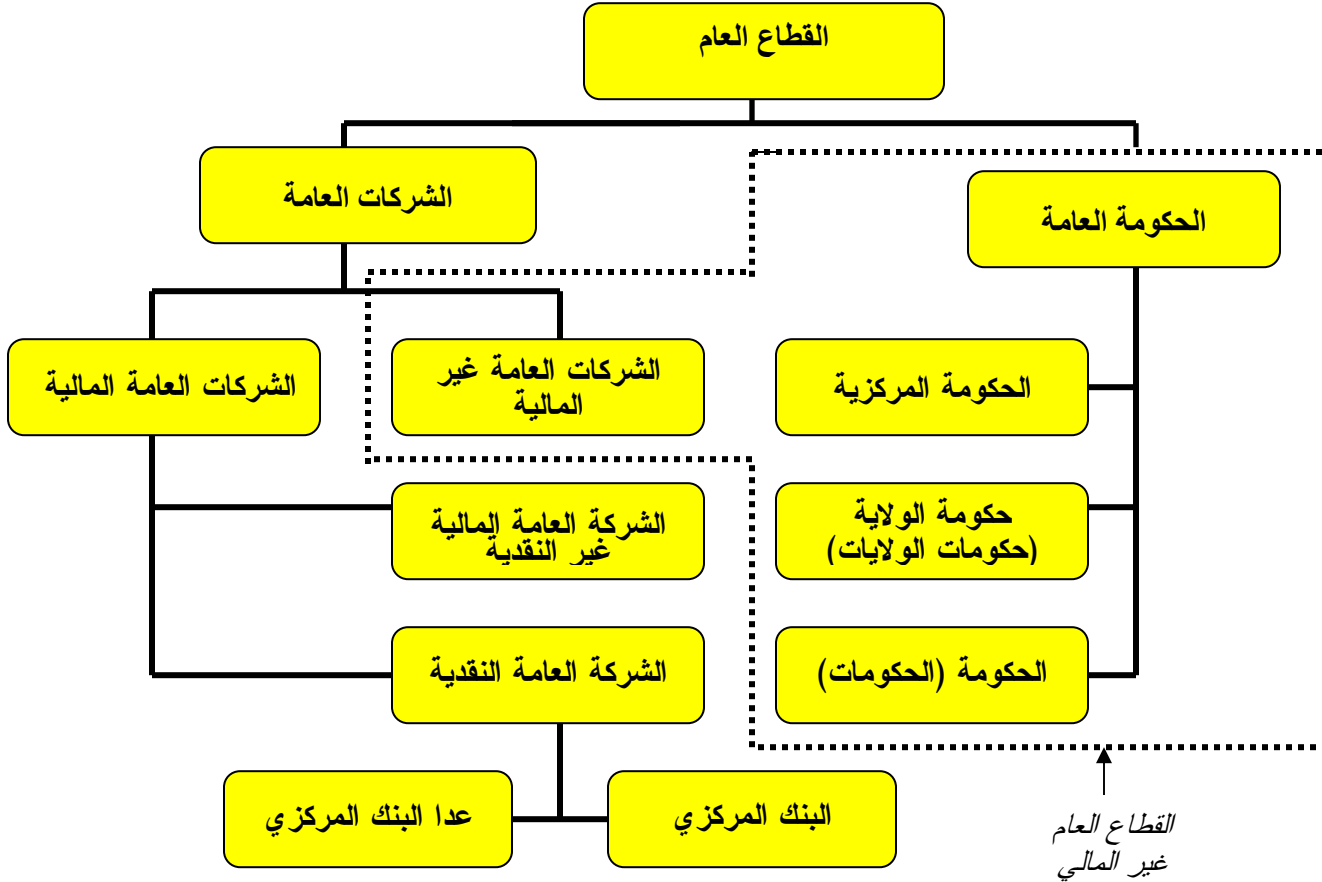 القطاع العام
الشركات العامة
الحكومة العامة
الشركات العامة المالية
الشركات العامة غير
المالية
الحكومة المركزية
الشركة العامة المالية
غير النقدية
حكومة الولاية
(حكومات الولايات)
الشركة العامة النقدية
الحكومة (الحكومات)
عدا البنك المركزي
البنك المركزي
القطاع العام
غير المالي